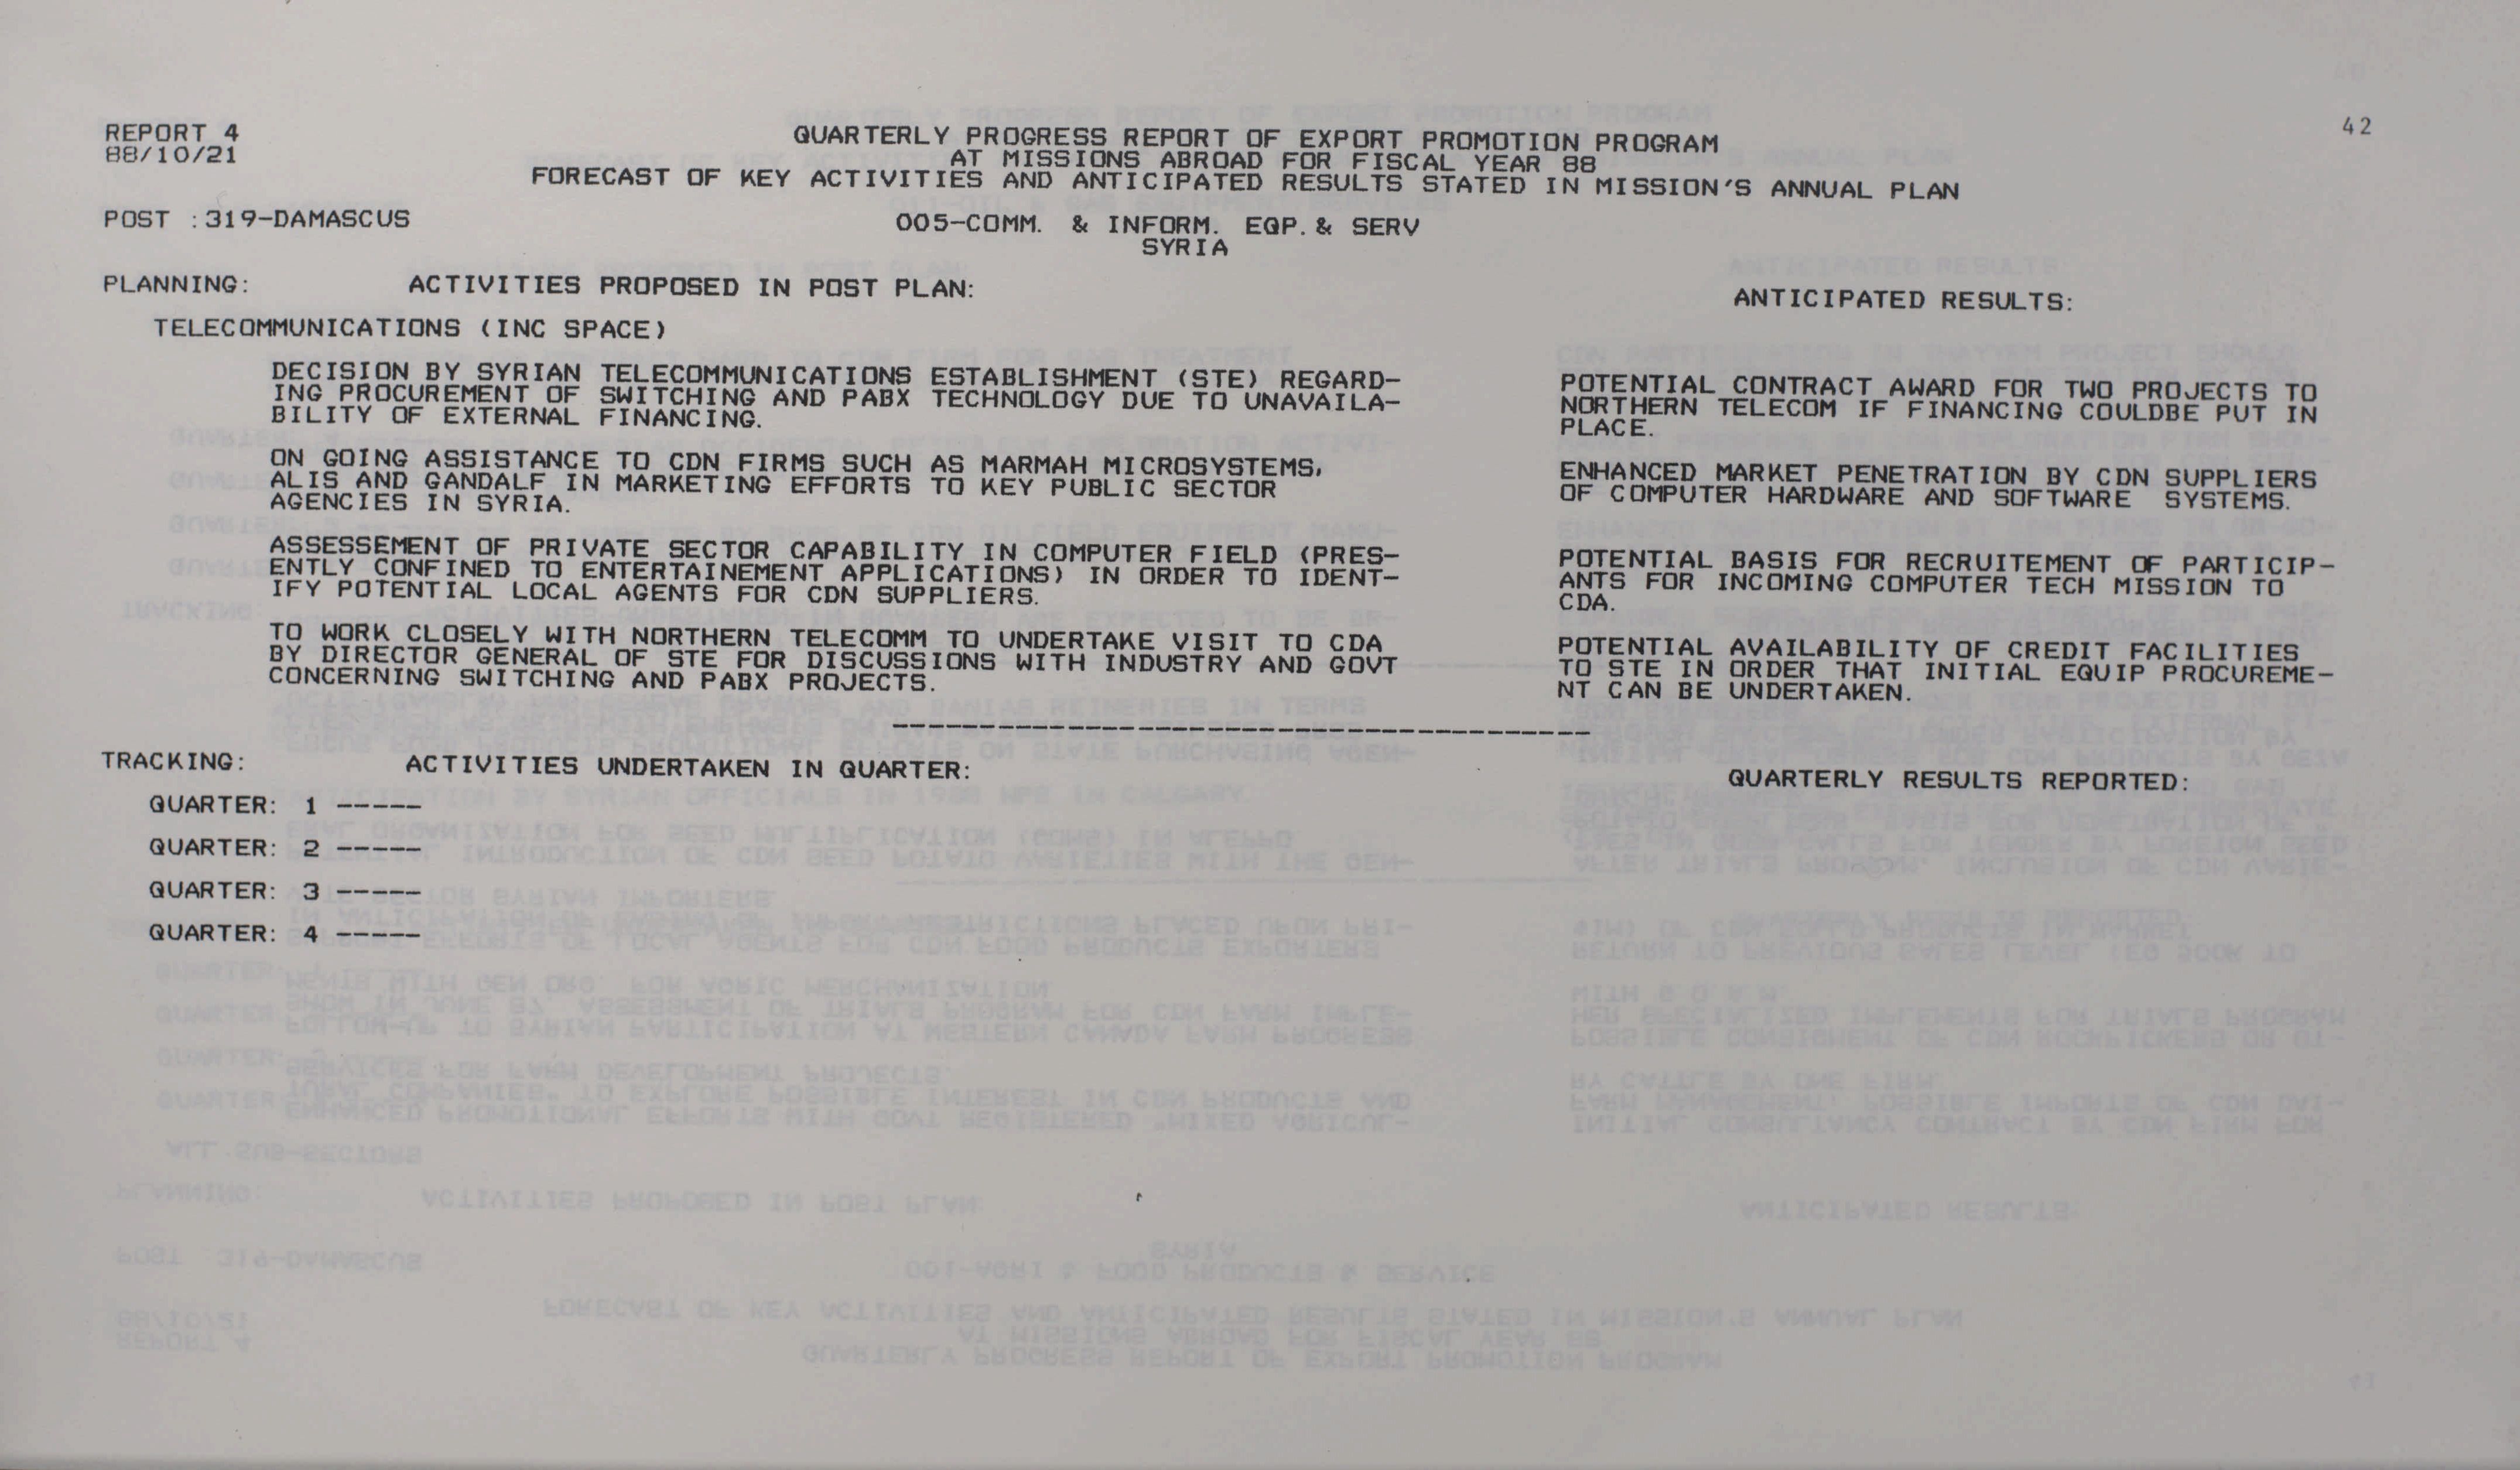 42
REPORT 4
88/10/21
QUARTERLY PROGRESS REPORT OF EXPORT PROMOTION PROGRAM
AT MISSIONS ABROAD FOR FISCAL YEAR 88
FORECAST OF KEY ACTIVITIES AND ANTICIPATED RESULTS STATED IN MISSION'S ANNUAL PLAN
POST :319-DAMASCUS
005-COMM. & INFORM. EQP.& SERV
SYRIA
PLANNING: ACTIVITIES PROPOSED IN POST PLAN:
ANTICIPATED RESULTS:
TELECOMMUNICATIONS (INC SPACE)
DECISION BY SYRIAN TELECOMMUNICATIONS ESTABLISHMENT (STE) REGARD-
ING PROCUREMENT OF SWITCHING AND PABX TECHNOLOGY DUE TO UNAVAILA-
BILITY OF EXTERNAL FINANCING.
POTENTIAL CONTRACT AWARD FOR TWO PROJECTS TO
NORTHERN TELECOM IF FINANCING COULDBE PUT IN
PLACE.
ON GOING ASSISTANCE TO CDN FIRMS SUCH AS MARMAH MICROSYSTEMS,
ALIS AND GANDALF IN MARKETING EFFORTS TO KEY PUBLIC SECTOR
AGENCIES IN SYRIA.
ENHANCED MARKET PENETRATION BY CDN SUPPLIERS
OF COMPUTER HARDWARE AND SOFTWARE SYSTEMS.
ASSESSEMENT OF PRIVATE SECTOR CAPABILITY IN COMPUTER FIELD (PRES-
ENTLY CONFINED TO ENTERTAINEMENT APPLICATIONS) IN ORDER TO IDENT-
IFY POTENTIAL LOCAL AGENTS FOR CDN SUPPLIERS.
POTENTIAL BASIS FOR RECRUITEMENT OF PARTICIP-
ANTS FOR INCOMING COMPUTER TECH MISSION TO
CDA.
TO WORK CLOSELY WITH NORTHERN TELECOMM TO UNDERTAKE VISIT TO CDA
BY DIRECTOR GENERAL OF STE FOR DISCUSSIONS WITH INDUSTRY AND GOVT
CONCERNING SWITCHING AND PABX PROJECTS.
POTENTIAL AVAILABILITY OF CREDIT FACILITIES
TO STE IN ORDER THAT INITIAL EQUIP PROCUREME-
NT CAN BE UNDERTAKEN.
TRACKING: ACTIVITIES UNDERTAKEN IN QUARTER:
QUARTERLY RESULTS REPORTED:
QUARTER: 1 -----
QUARTER: 2 -----
QUARTER: 3 -----
QUARTER: 4 -----